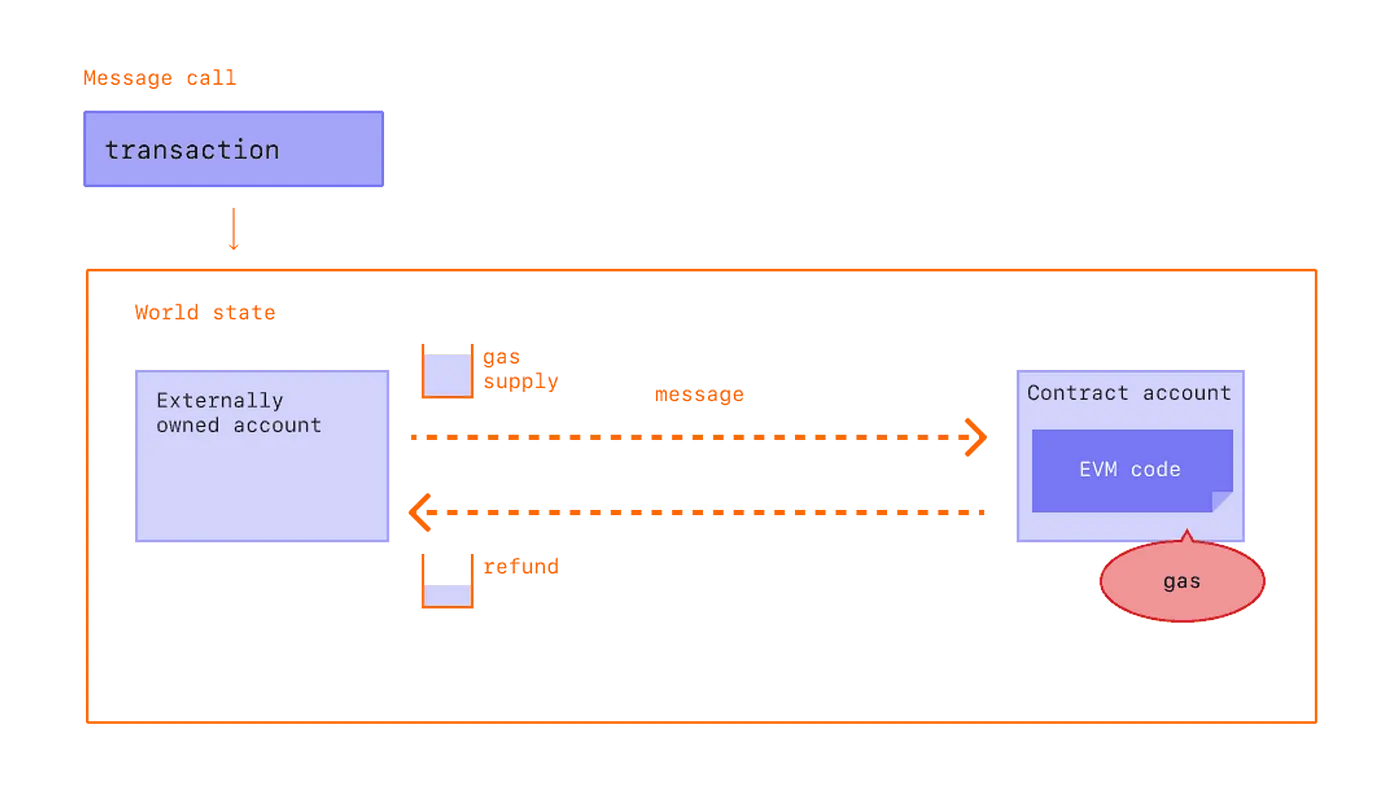 Message call
transaction
World state
Externally
owned account
gas
supply
message
Contract account
EVM code
refund
gas